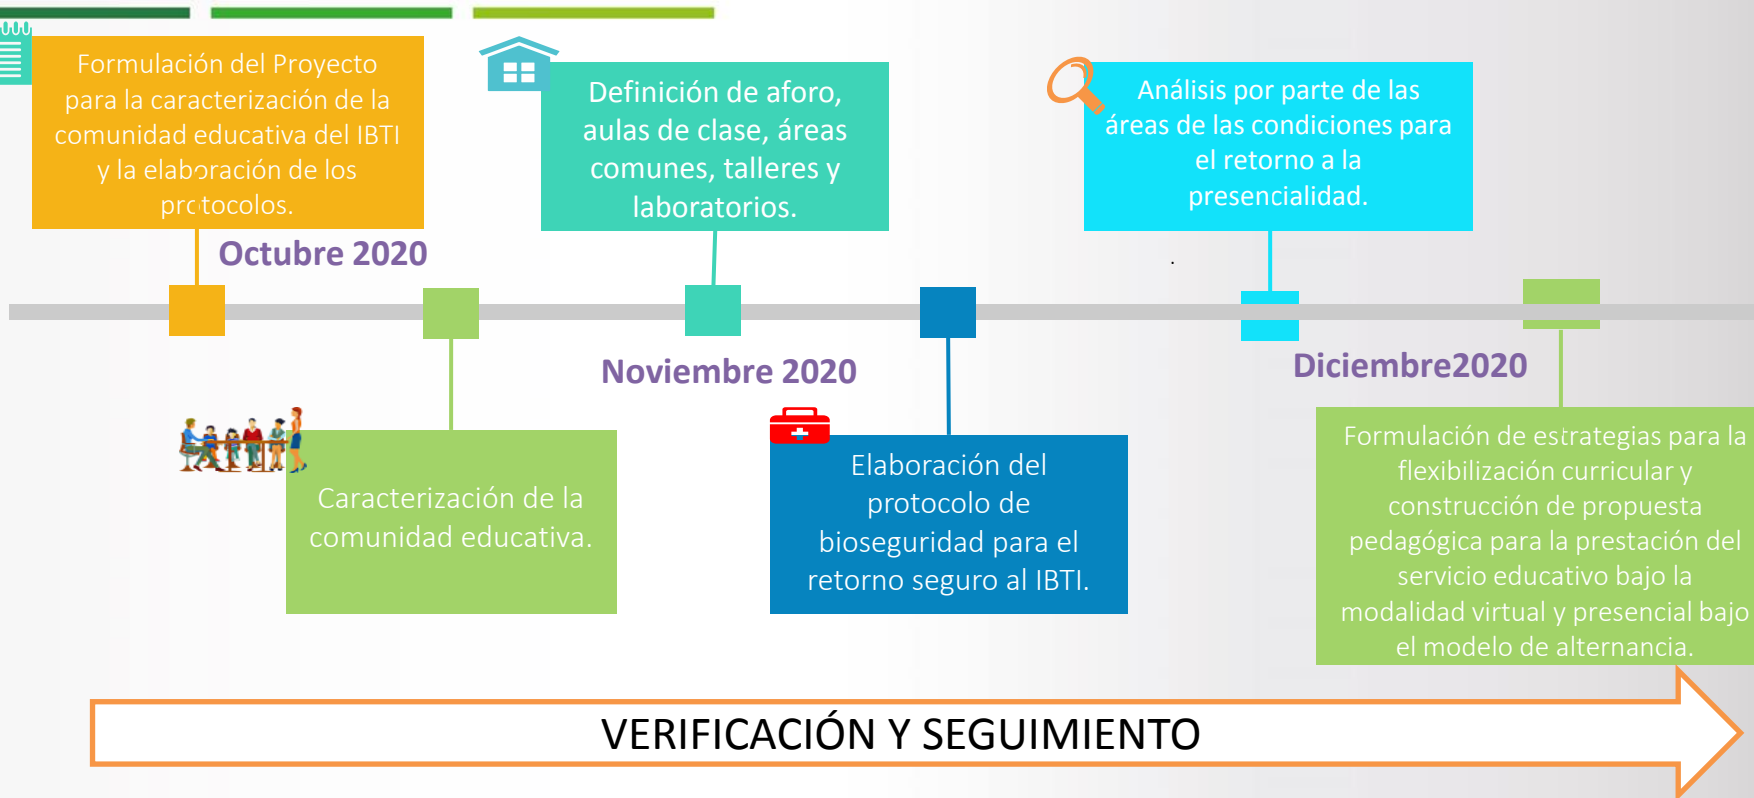 Formulación del Proyecto
para la caracterización de la
comunidad educativa del IBTI
y la elaboración de los
protocolos.
Octubre 2020
Caracterización de la
comunidad educativa.
Definición de aforo,
aulas de clase, áreas
comunes, talleres y
laboratorios.
Noviembre 2020
Elaboración del
protocolo de
bioseguridad para el
retorno seguro al IBTI.
Análisis por parte de las
áreas de las condiciones para
el retorno a la
presencialidad.
.
Diciembre2020
Formulación de estrategias para la
flexibilización curricular y
construcción de propuesta
pedagógica para la prestación del
servicio educativo bajo la
modalidad virtual y presencial bajo
el modelo de alternancia.
VERIFICACIÓN Y SEGUIMIENTO